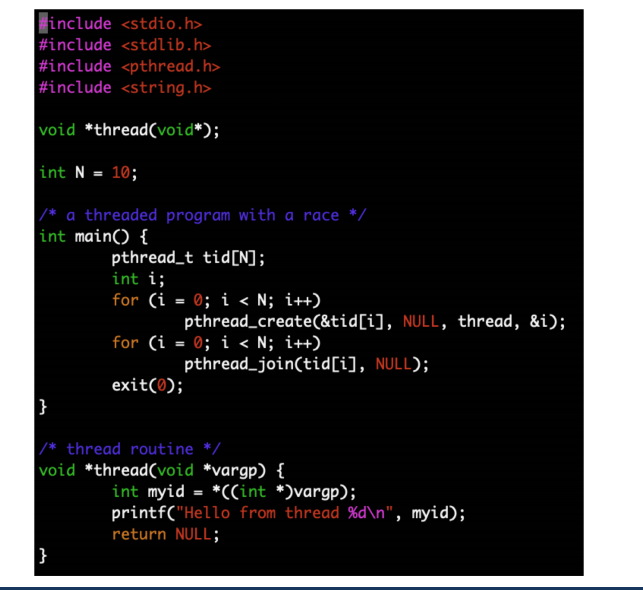 #include <stdio.h>
#include <stdlib.h>
#include <pthread.h>
#include <string.h>
void *thread(void*);
int N = 10;
/* a threaded program with a race */
int main() {
pthread_t tid[N];
int i;
for (i = 0; i < N; i++)
pthread_create(&tid[i], NULL, thread, &i);
for (i = 0; i < N; i++)
pthread_join(tid[i], NULL);
exit(0);
}
/* thread routine */
void *thread(void *vargp) {
int myid = *((int *)vargp);
printf("Hello from thread %d\n", myid);
return NULL;
}